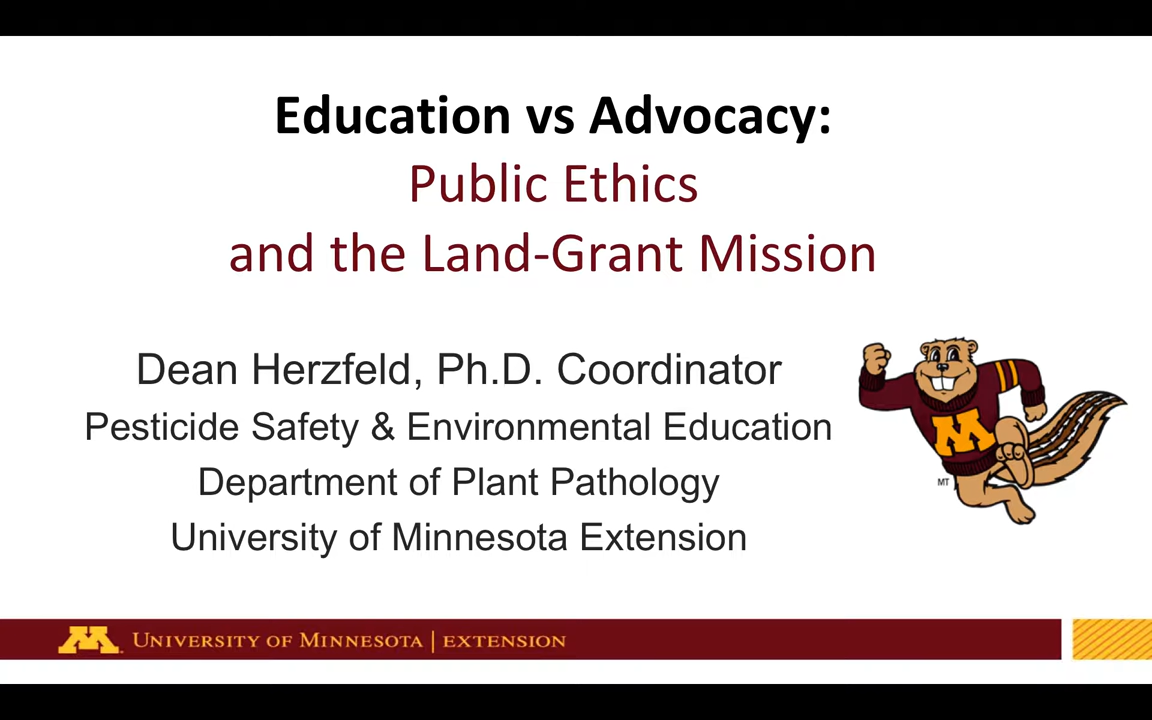 Education vs Advocacy:
Public Ethics
and the Land-Grant Mission
Dean Herzfeld, Ph.D. Coordinator
Pesticide Safety & Environmental Education
Department of Plant Pathology
University of Minnesota Extension
M
MT
M UNIVERSITY OF MINNESOTA | EXTENSION